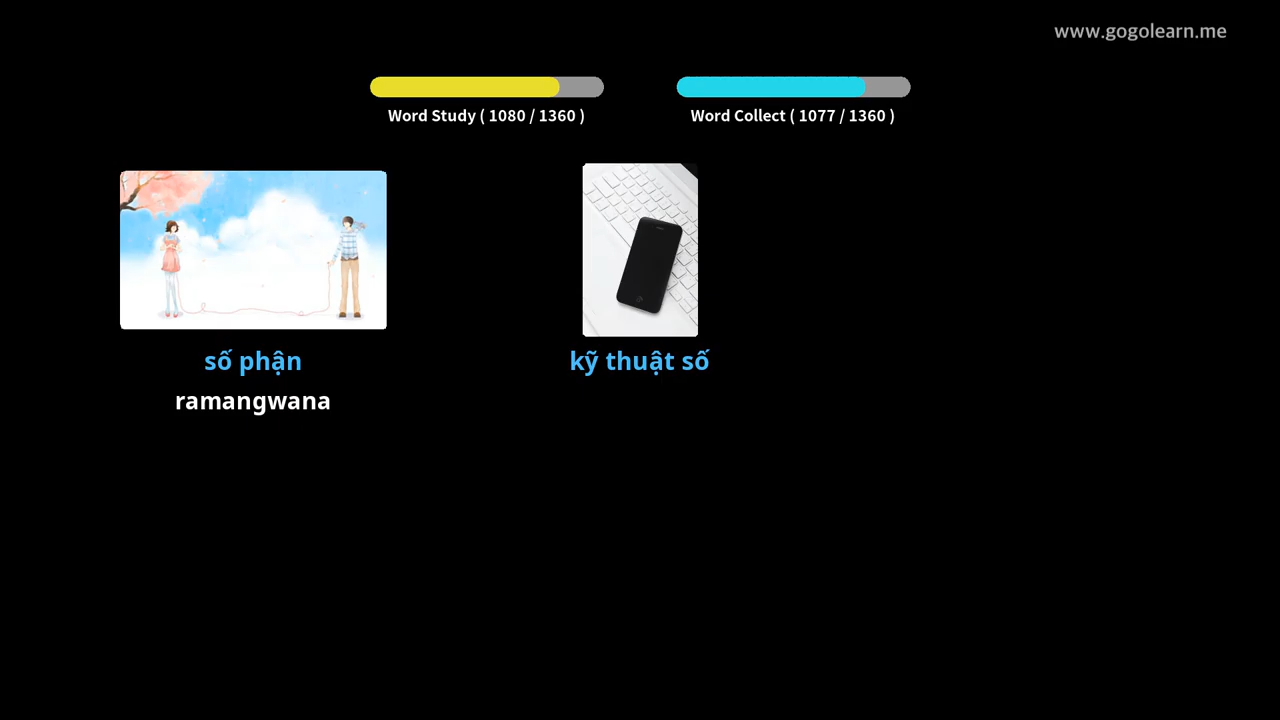 www.gogolearn.me
Word Study ( 1080 / 1360 )
Word Collect ( 1077 / 1360 )
số phận
kỹ thuật số
ramangwana